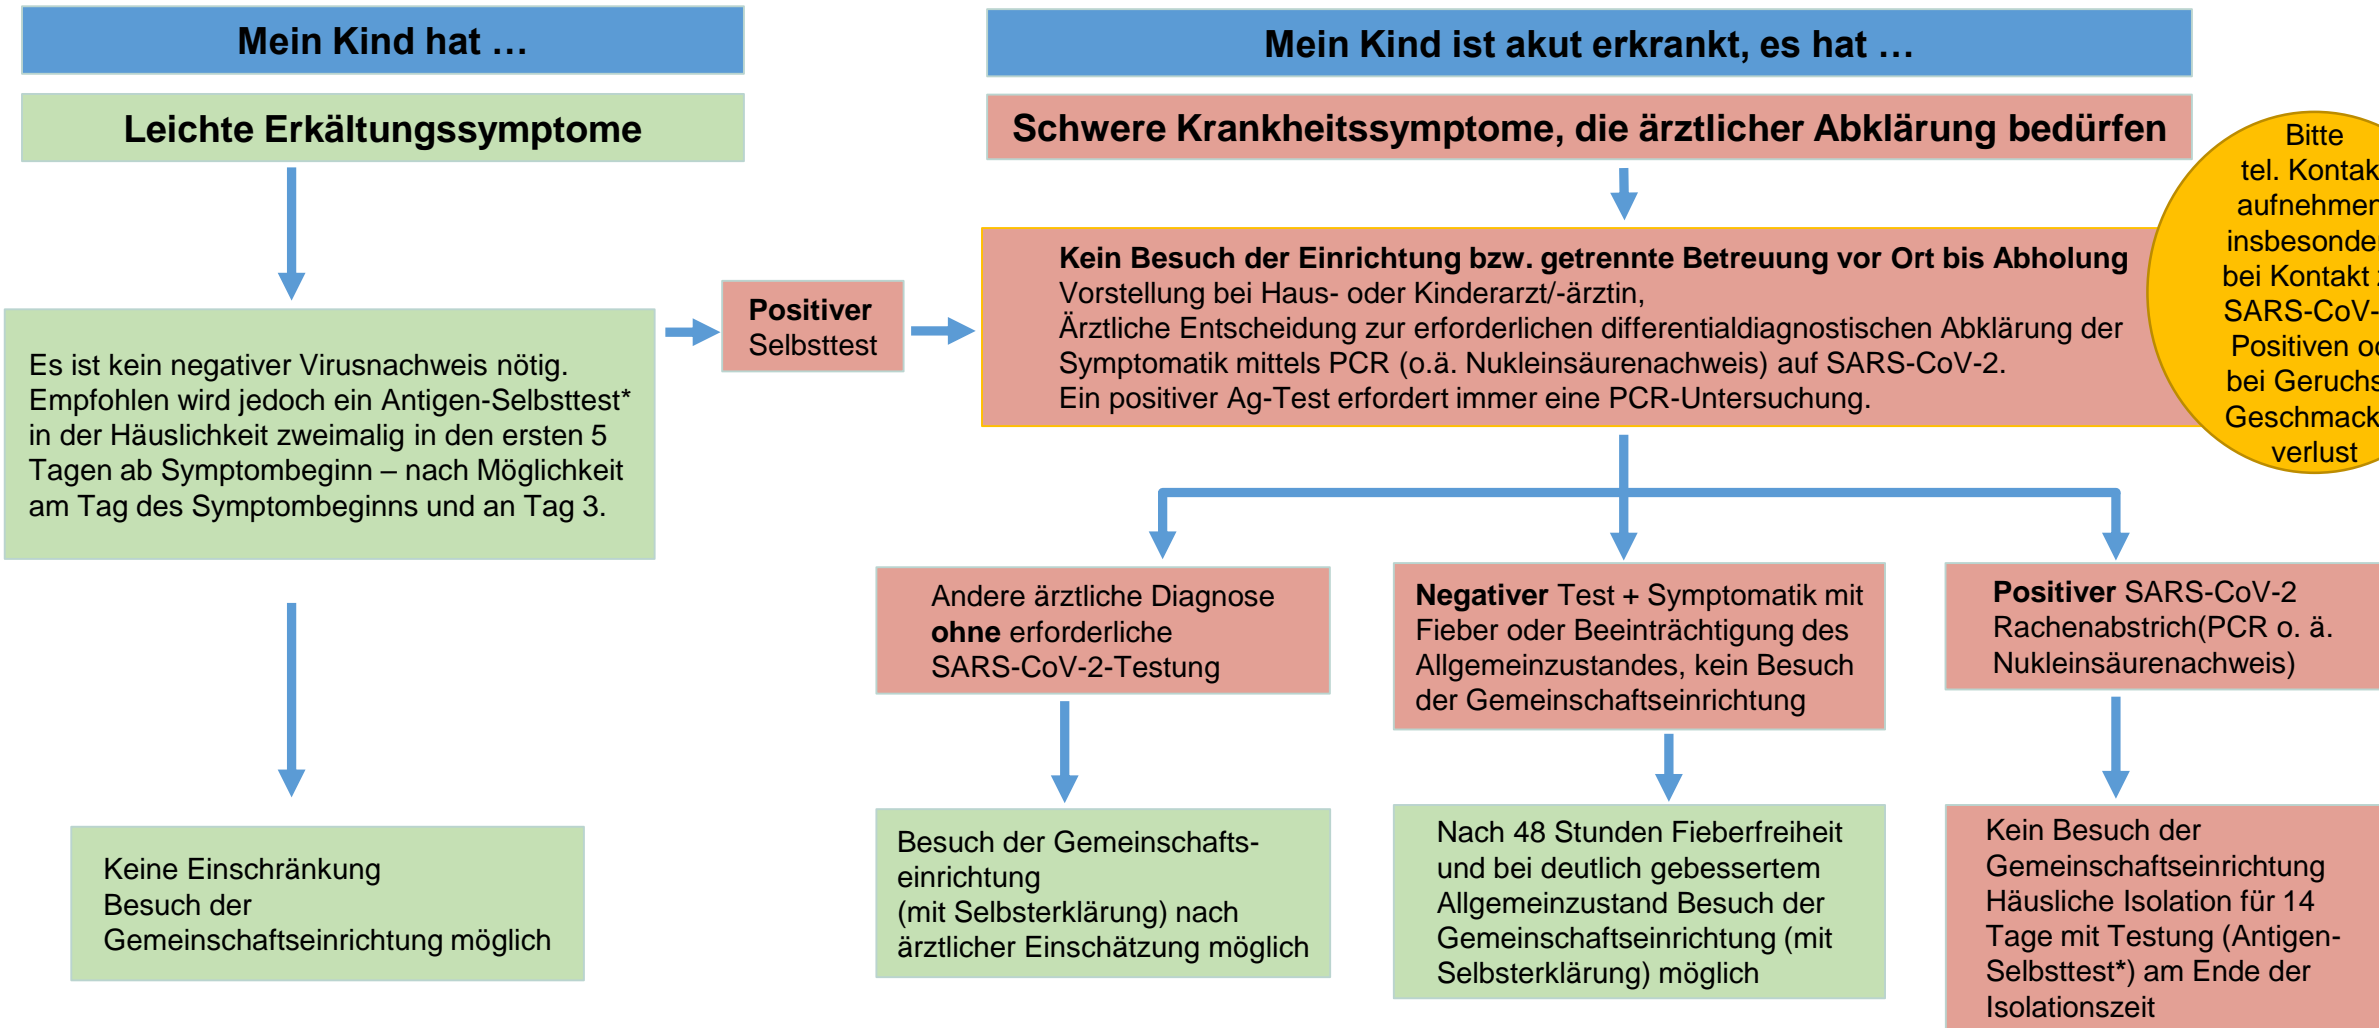 Mein Kind hat …
Leichte Erkältungssymptome
Es ist kein negativer Virusnachweis nötig.
Empfohlen wird jedoch ein Antigen-Selbsttest*
in der Häuslichkeit zweimalig in den ersten 5
Tagen ab Symptombeginn – nach Möglichkeit
am Tag des Symptombeginns und an Tag 3.
Keine Einschränkung
Besuch der
Gemeinschaftseinrichtung möglich
Positiver
Selbsttest
Mein Kind ist akut erkrankt, es hat …
Schwere Krankheitssymptome, die ärztlicher Abklärung bedürfen
Kein Besuch der Einrichtung bzw. getrennte Betreuung vor Ort bis Abholung
Vorstellung bei Haus- oder Kinderarzt/-ärztin,
Ärztliche Entscheidung zur erforderlichen differentialdiagnostischen Abklärung der
Symptomatik mittels PCR (o.ä. Nukleinsäurenachweis) auf SARS-CoV-2.
Ein positiver Ag-Test erfordert immer eine PCR-Untersuchung.
Bitte
tel.
bei Kontakt
bei
verlust
Andere ärztliche Diagnose
ohne erforderliche
SARS-CoV-2-Testung
Besuch der Gemeinschafts-
einrichtung
(mit Selbsterklärung) nach
ärztlicher Einschätzung möglich
Negativer Test + Symptomatik mit
Fieber oder Beeinträchtigung des
Allgemeinzustandes, kein Besuch
der Gemeinschaftseinrichtung
Nach 48 Stunden Fieberfreiheit
und bei deutlich gebessertem
Allgemeinzustand Besuch der
Gemeinschaftseinrichtung (mit
Selbsterklärung) möglich
Positiver SARS-CoV-2
Rachenabstrich(PCR o. ä.
Nukleinsäurenachweis)
Kein Besuch der
Gemeinschaftseinrichtung
Häusliche Isolation für 14
Tage mit Testung (Antigen-
Selbsttest*) am Ende der
Isolationszeit